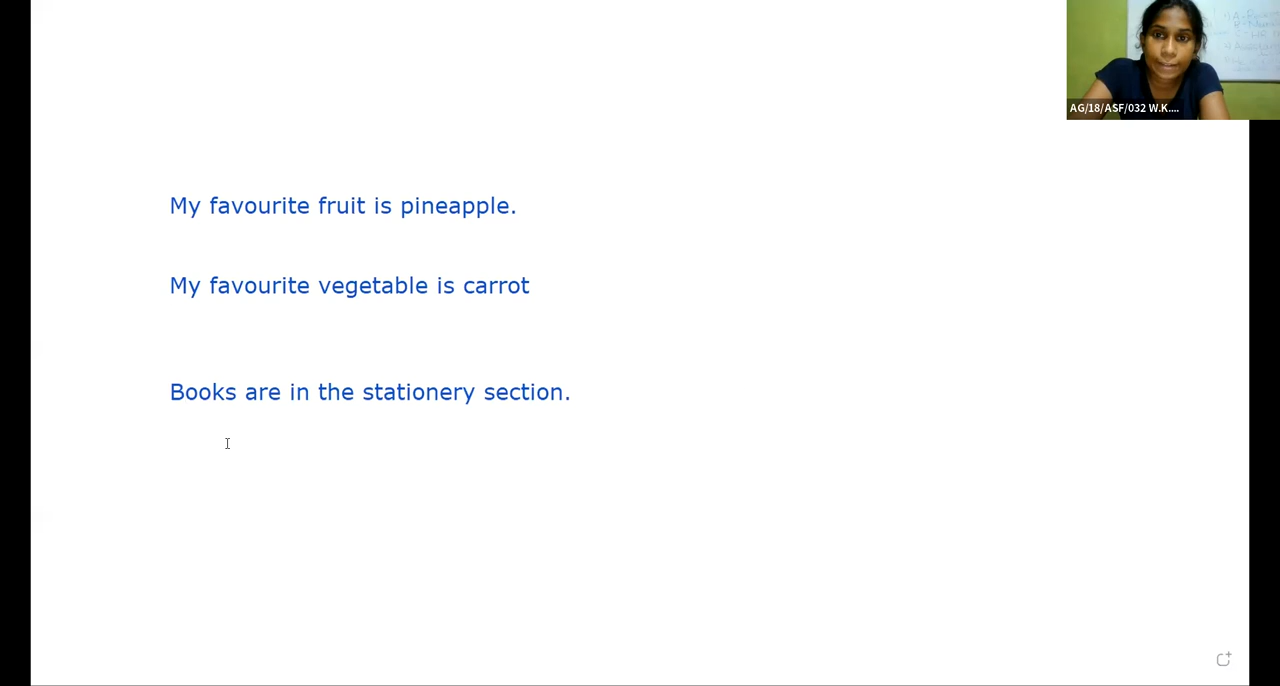 AG/18/ASF/032 W.K....
My favourite fruit is pineapple.
My favourite vegetable is carrot
Books are in the stationery section.